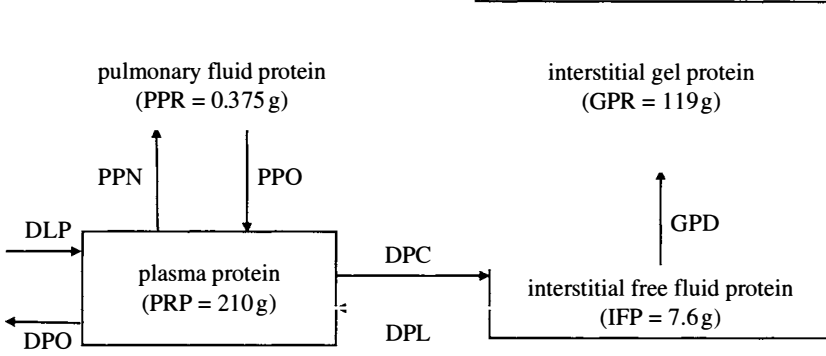 pulmonary fluid protein
(PPR = 0.375 g)
interstitial gel protein
(GPR = 119 g)
PPN
PPO
GPD
DLP
DPC
plasma protein
(PRP = 210 g)
interstitial free fluid protein
(IFP = 7.6 g)
DPO
DPL